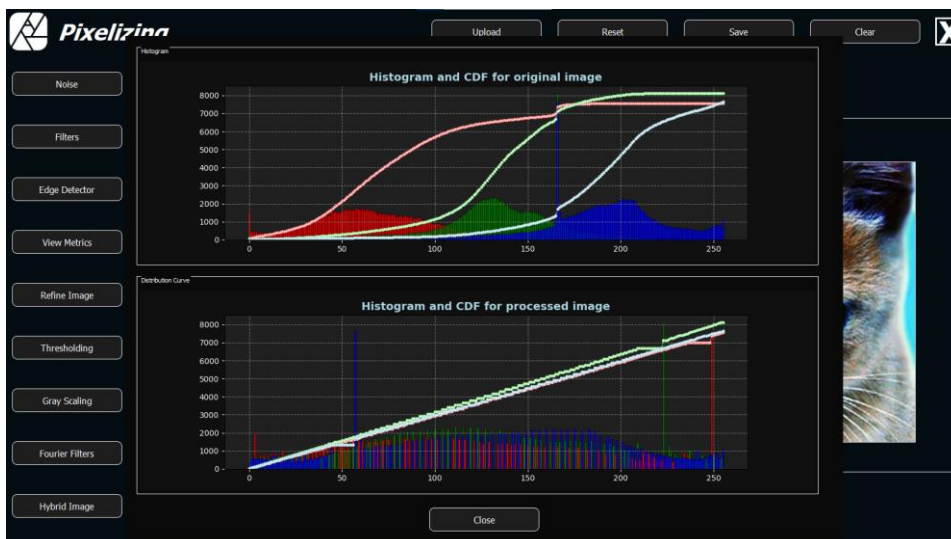 Pixelizing
Upload
Reset
Save
Clear
X
Noise
Filters
Edge Detector
View Metrics
Refine Image
Thresholding
Gray Scaling
Fourier Filters
Hybrid Image
Histogram
Histogram and CDF for original image
8000
7000
6000
5000
4000
3000
2000
1000
0
0 50 100 150 200 250
Distribution Curve
Histogram and CDF for processed image
8000
7000
6000
5000
4000
3000
2000
1000
0
0 50 100 150 200 250
Close